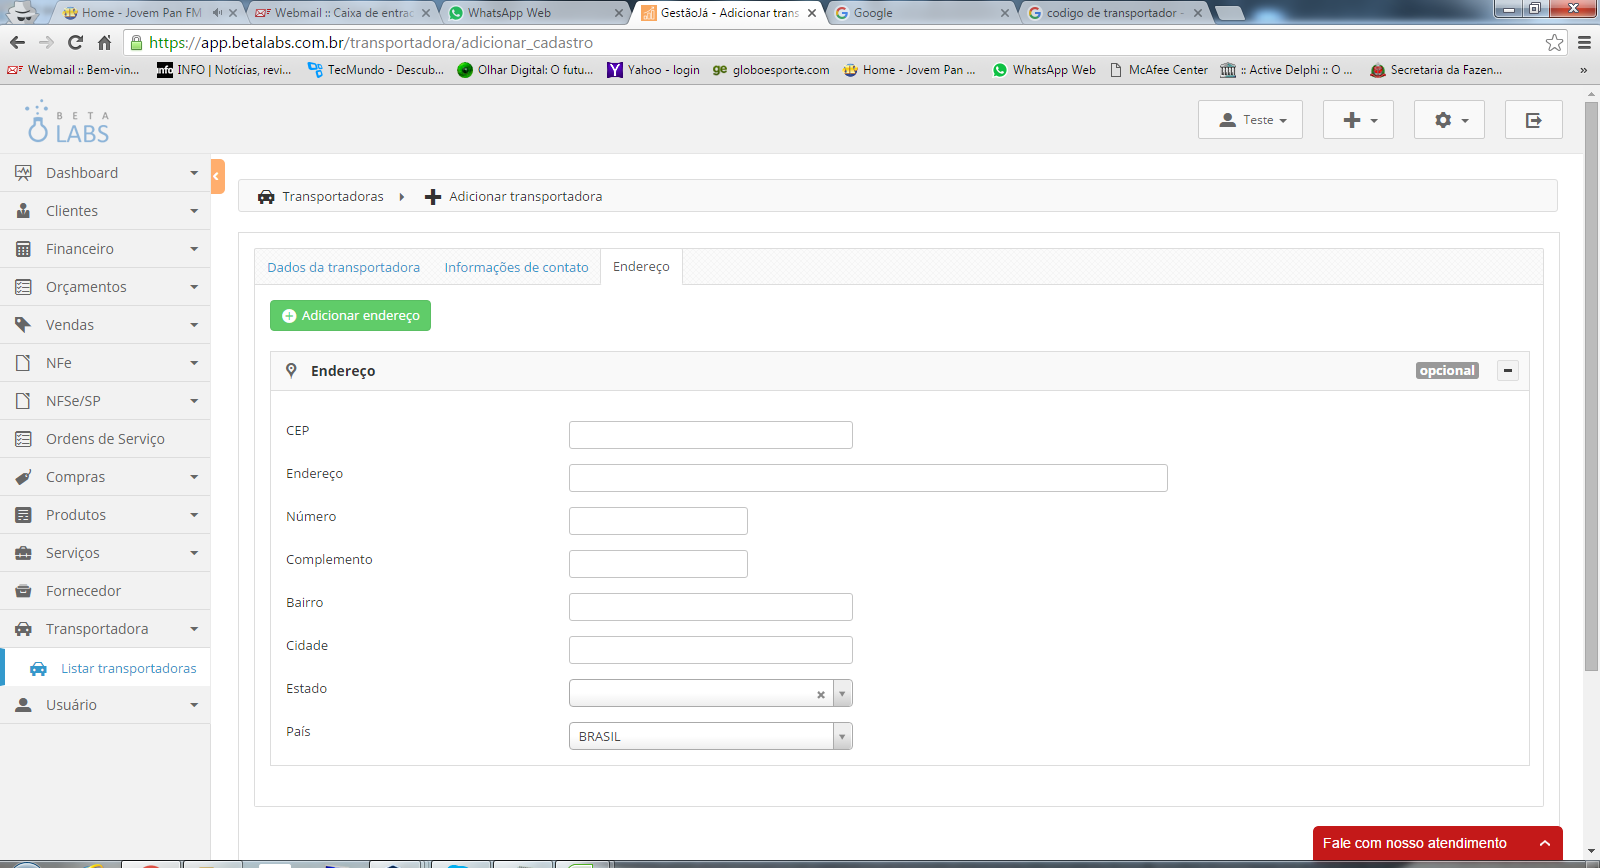 Home - Jovem Pan FM
Webmail :: Caixa de entrad
WhatsApp Web
GestãoJá - Adicionar trans
Google
codigo de transportador -
https://app.betalabs.com.br/transportadora/adicionar_cadastro
Webmail :: Bem-vin...
INFO | Notícias, revi...
TecMundo - Descub...
Olhar Digital: O futu...
Yahoo - login
globoesporte.com
Home - Jovem Pan ...
WhatsApp Web
McAfee Center
:: Active Delphi :: O ...
Secretaria da Fazen...
»
BETA
LABS
Teste
Dashboard
Clientes
Financeiro
Orçamentos
Vendas
NFe
NFSe/SP
Ordens de Serviço
Compras
Produtos
Serviços
Fornecedor
Transportadora
Listar transportadoras
Usuário
Transportadoras
Adicionar transportadora
Dados da transportadora
Informações de contato
Endereço
Adicionar endereço
Endereço
opcional
CEP
Endereço
Número
Complemento
Bairro
Cidade
Estado
País
BRASIL
Fale com nosso atendimento